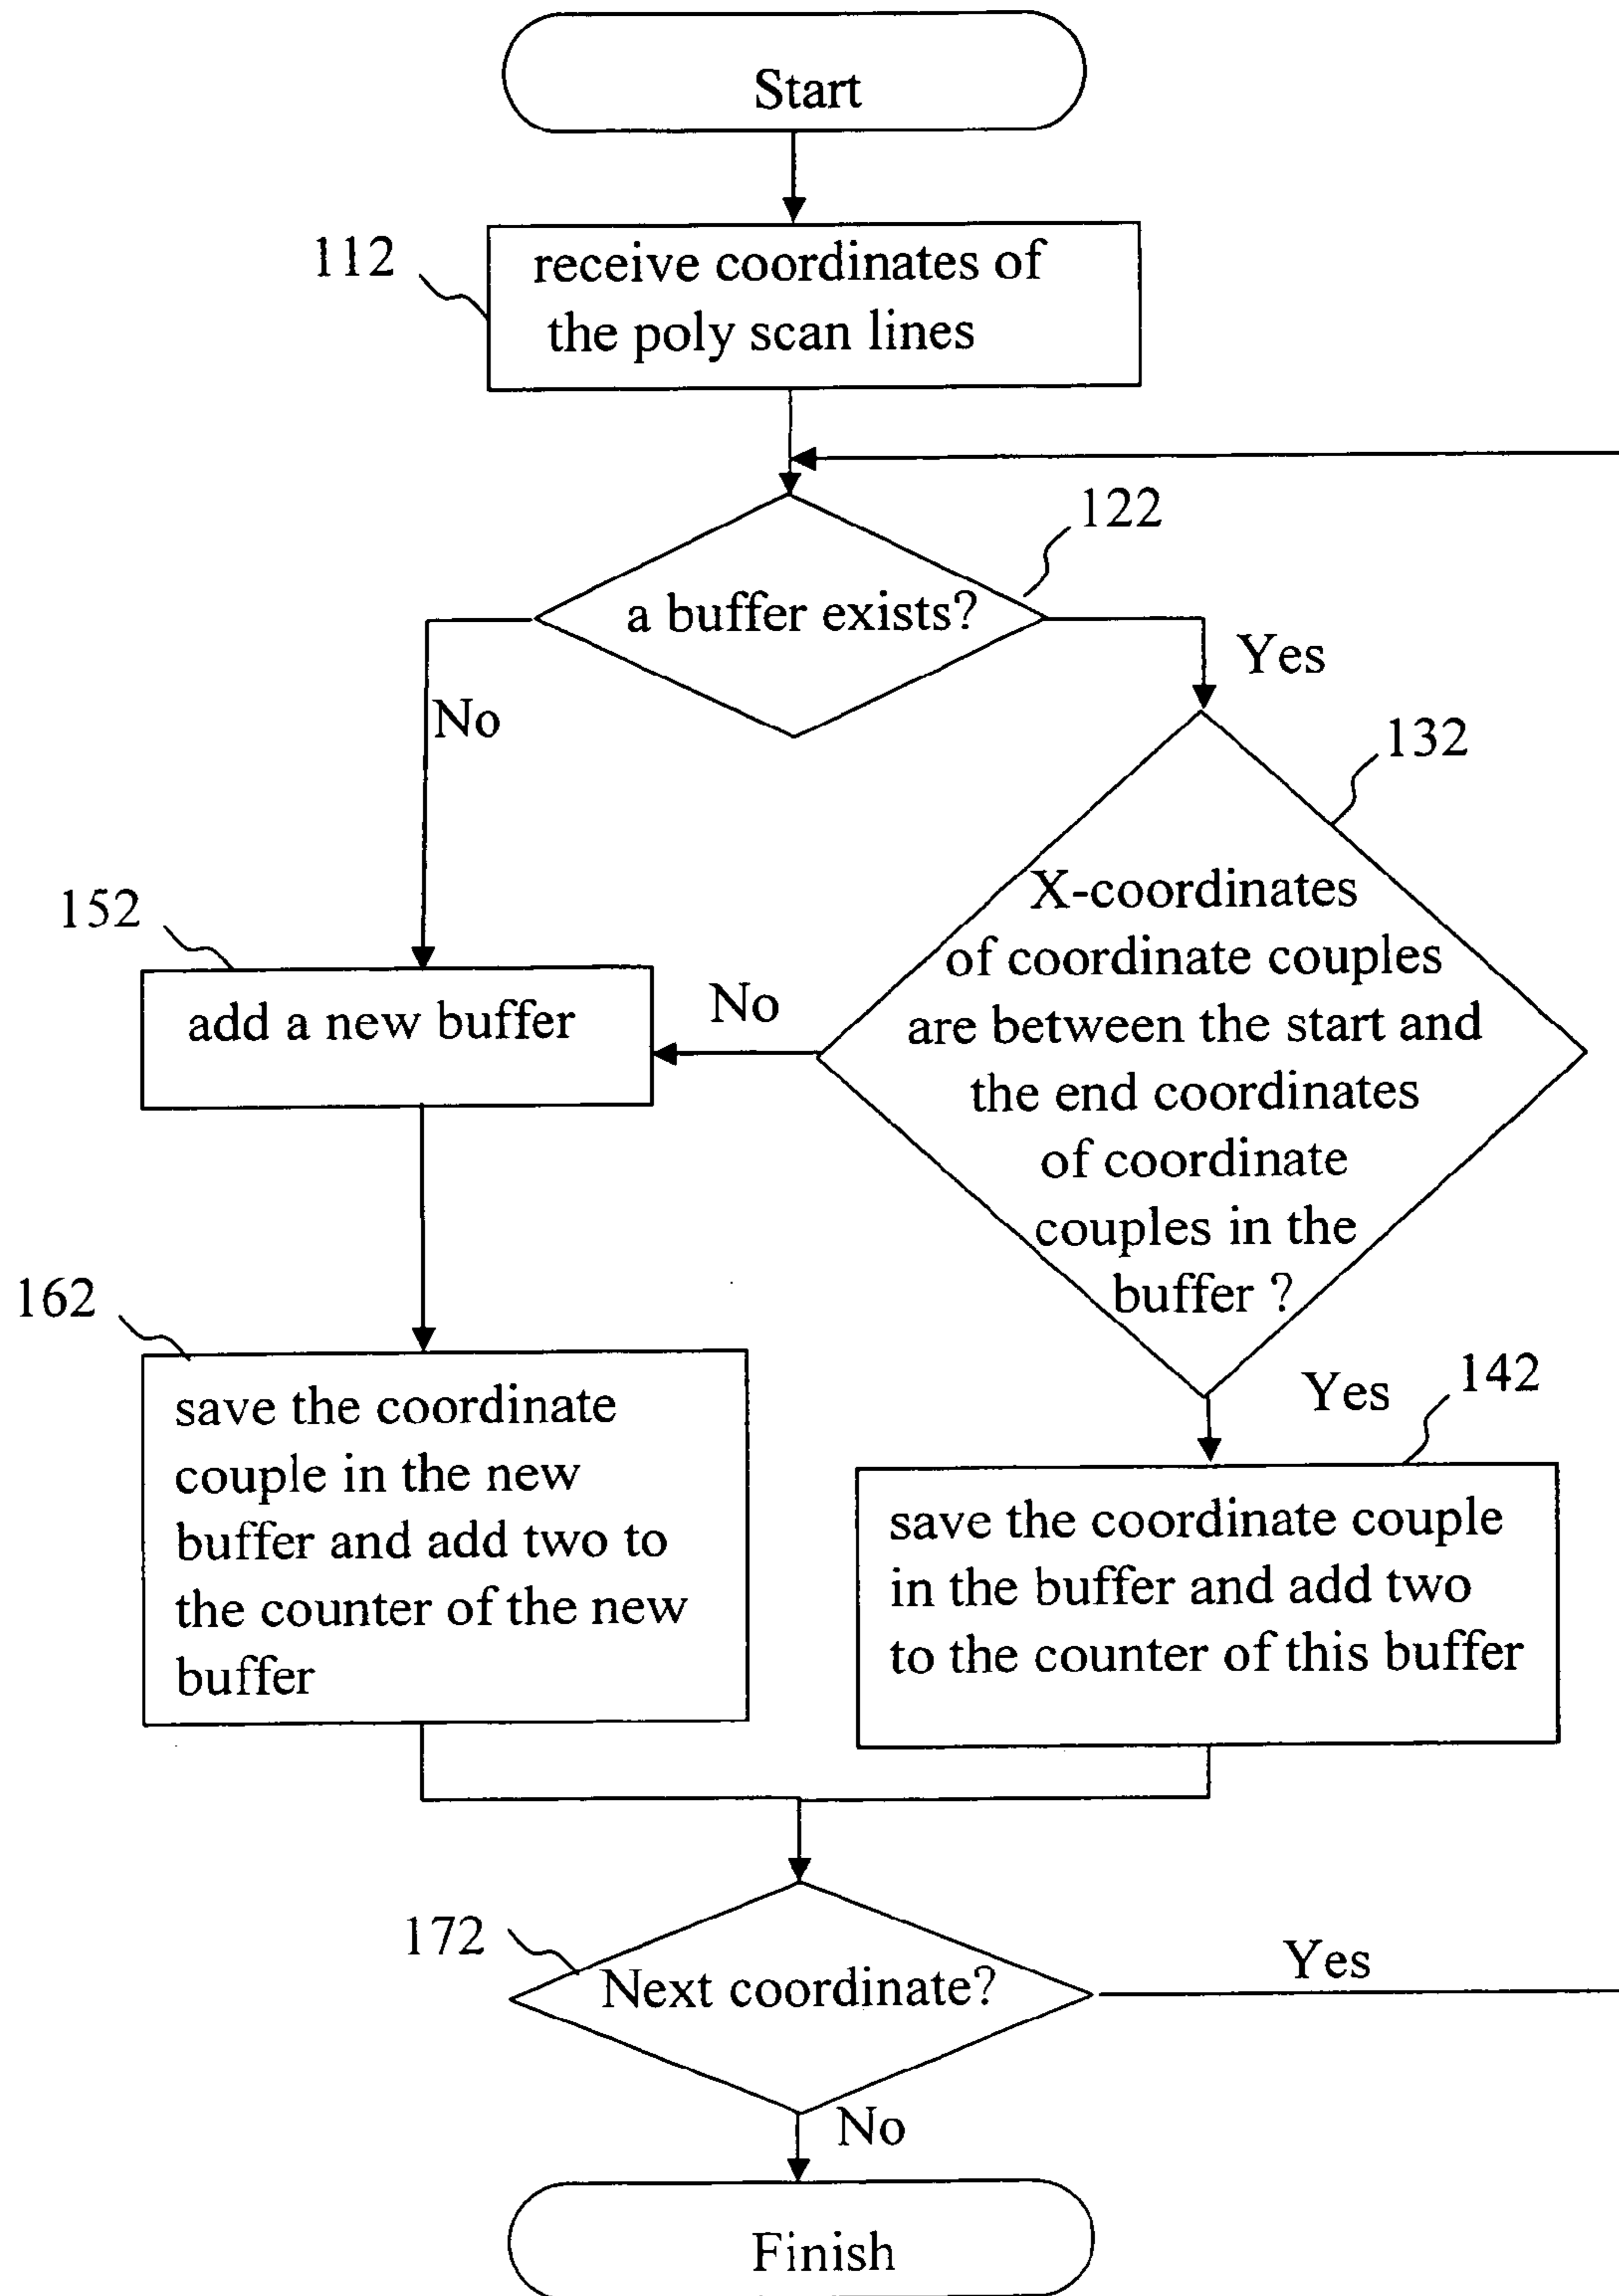 Start
112
receive coordinates of
the poly scan lines
122
a buffer exists?
Yes
No
132
X-coordinates
of coordinate couples
are between the start and
the end coordinates
of coordinate
couples in the
buffer ?
152
add a new buffer
No
162
save the coordinate
couple in the new
buffer and add two to
the counter of the new
buffer
Yes
142
save the coordinate couple
in the buffer and add two
to the counter of this buffer
172
Next coordinate?
Yes
No
Finish